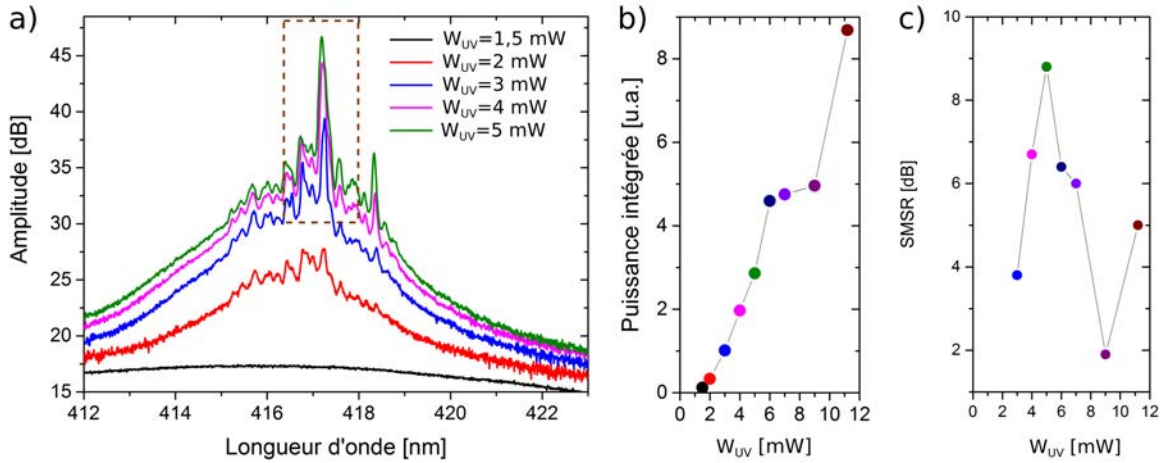 a)
Amplitude [dB]
45
40
35
30
25
20
15
412
414
416
418
420
422
Longueur d'onde [nm]
W_UV=1,5 mW
W_UV=2 mW
W_UV=3 mW
W_UV=4 mW
W_UV=5 mW
b)
Puissance intégrée [u.a.]
8
6
4
2
0
0 2 4 6 8 10 12
W_UV [mW]
c)
SMSR [dB]
10
8
6
4
2
0 2 4 6 8 10 12
W_UV [mW]